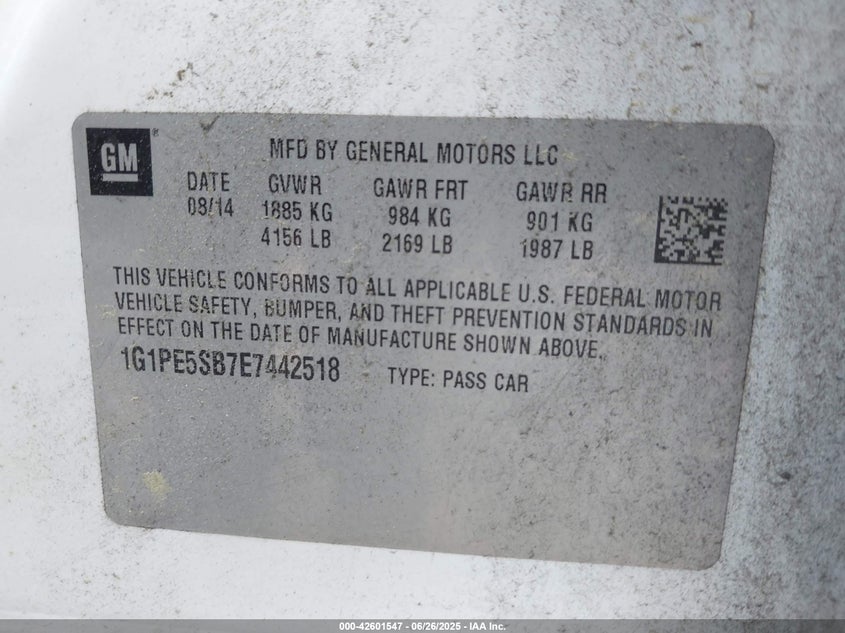 GM ®
MFD BY GENERAL MOTORS LLC
DATE GVWR GAWR FRT GAWR RR
08/14 1885 KG 984 KG 901 KG
4156 LB 2169 LB 1987 LB
THIS VEHICLE CONFORMS TO ALL APPLICABLE U.S. FEDERAL MOTOR
VEHICLE SAFETY, BUMPER, AND THEFT PREVENTION STANDARDS IN
EFFECT ON THE DATE OF MANUFACTURE SHOWN ABOVE.
1G1PE5SB7E7442518 TYPE: PASS CAR
000-42601547 - 06/26/2025 - IAA Inc.